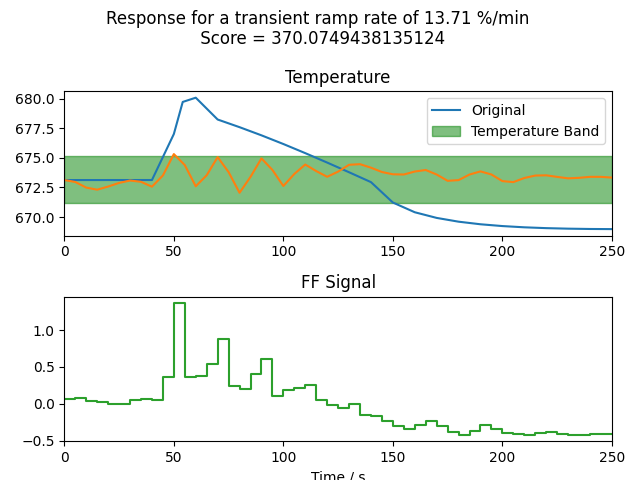 Response for a transient ramp rate of 13.71 %/min
Score = 370.0749438135124
Temperature
680.0
677.5
675.0
672.5
670.0
Original
Temperature Band
0 50 100 150 200 250
FF Signal
1.0
0.5
0.0
−0.5
0 50 100 150 200 250
Time / s